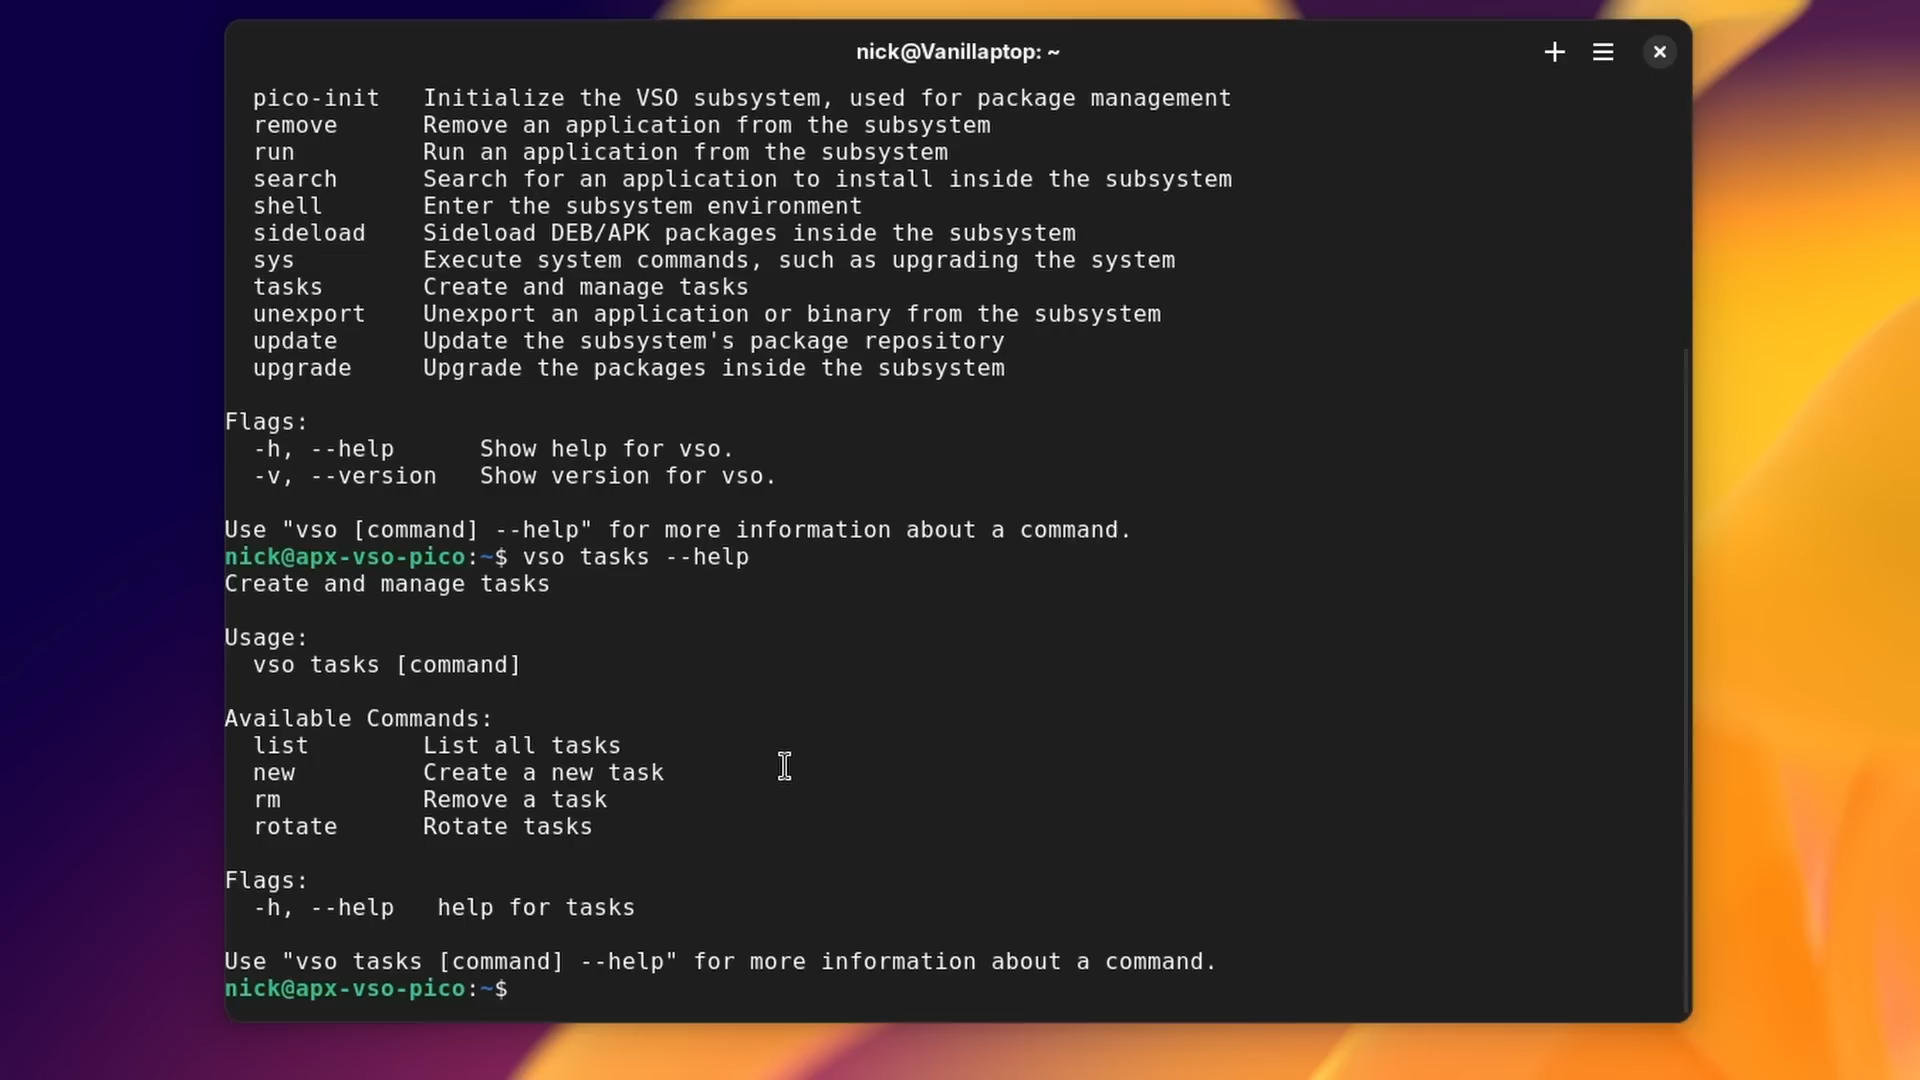 nick@Vanillaptop: ~
pico-init Initialize the VSO subsystem, used for package management
remove Remove an application from the subsystem
run Run an application from the subsystem
search Search for an application to install inside the subsystem
shell Enter the subsystem environment
sideload Sideload DEB/APK packages inside the subsystem
sys Execute system commands, such as upgrading the system
tasks Create and manage tasks
unexport Unexport an application or binary from the subsystem
update Update the subsystem's package repository
upgrade Upgrade the packages inside the subsystem
Flags:
-h, --help Show help for vso.
-v, --version Show version for vso.
Use "vso [command] --help" for more information about a command.
nick@apx-vso-pico:~$ vso tasks --help
Create and manage tasks
Usage:
vso tasks [command]
Available Commands:
list List all tasks
new Create a new task
rm Remove a task
rotate Rotate tasks
Flags:
-h, --help help for tasks
Use "vso tasks [command] --help" for more information about a command.
nick@apx-vso-pico:~$